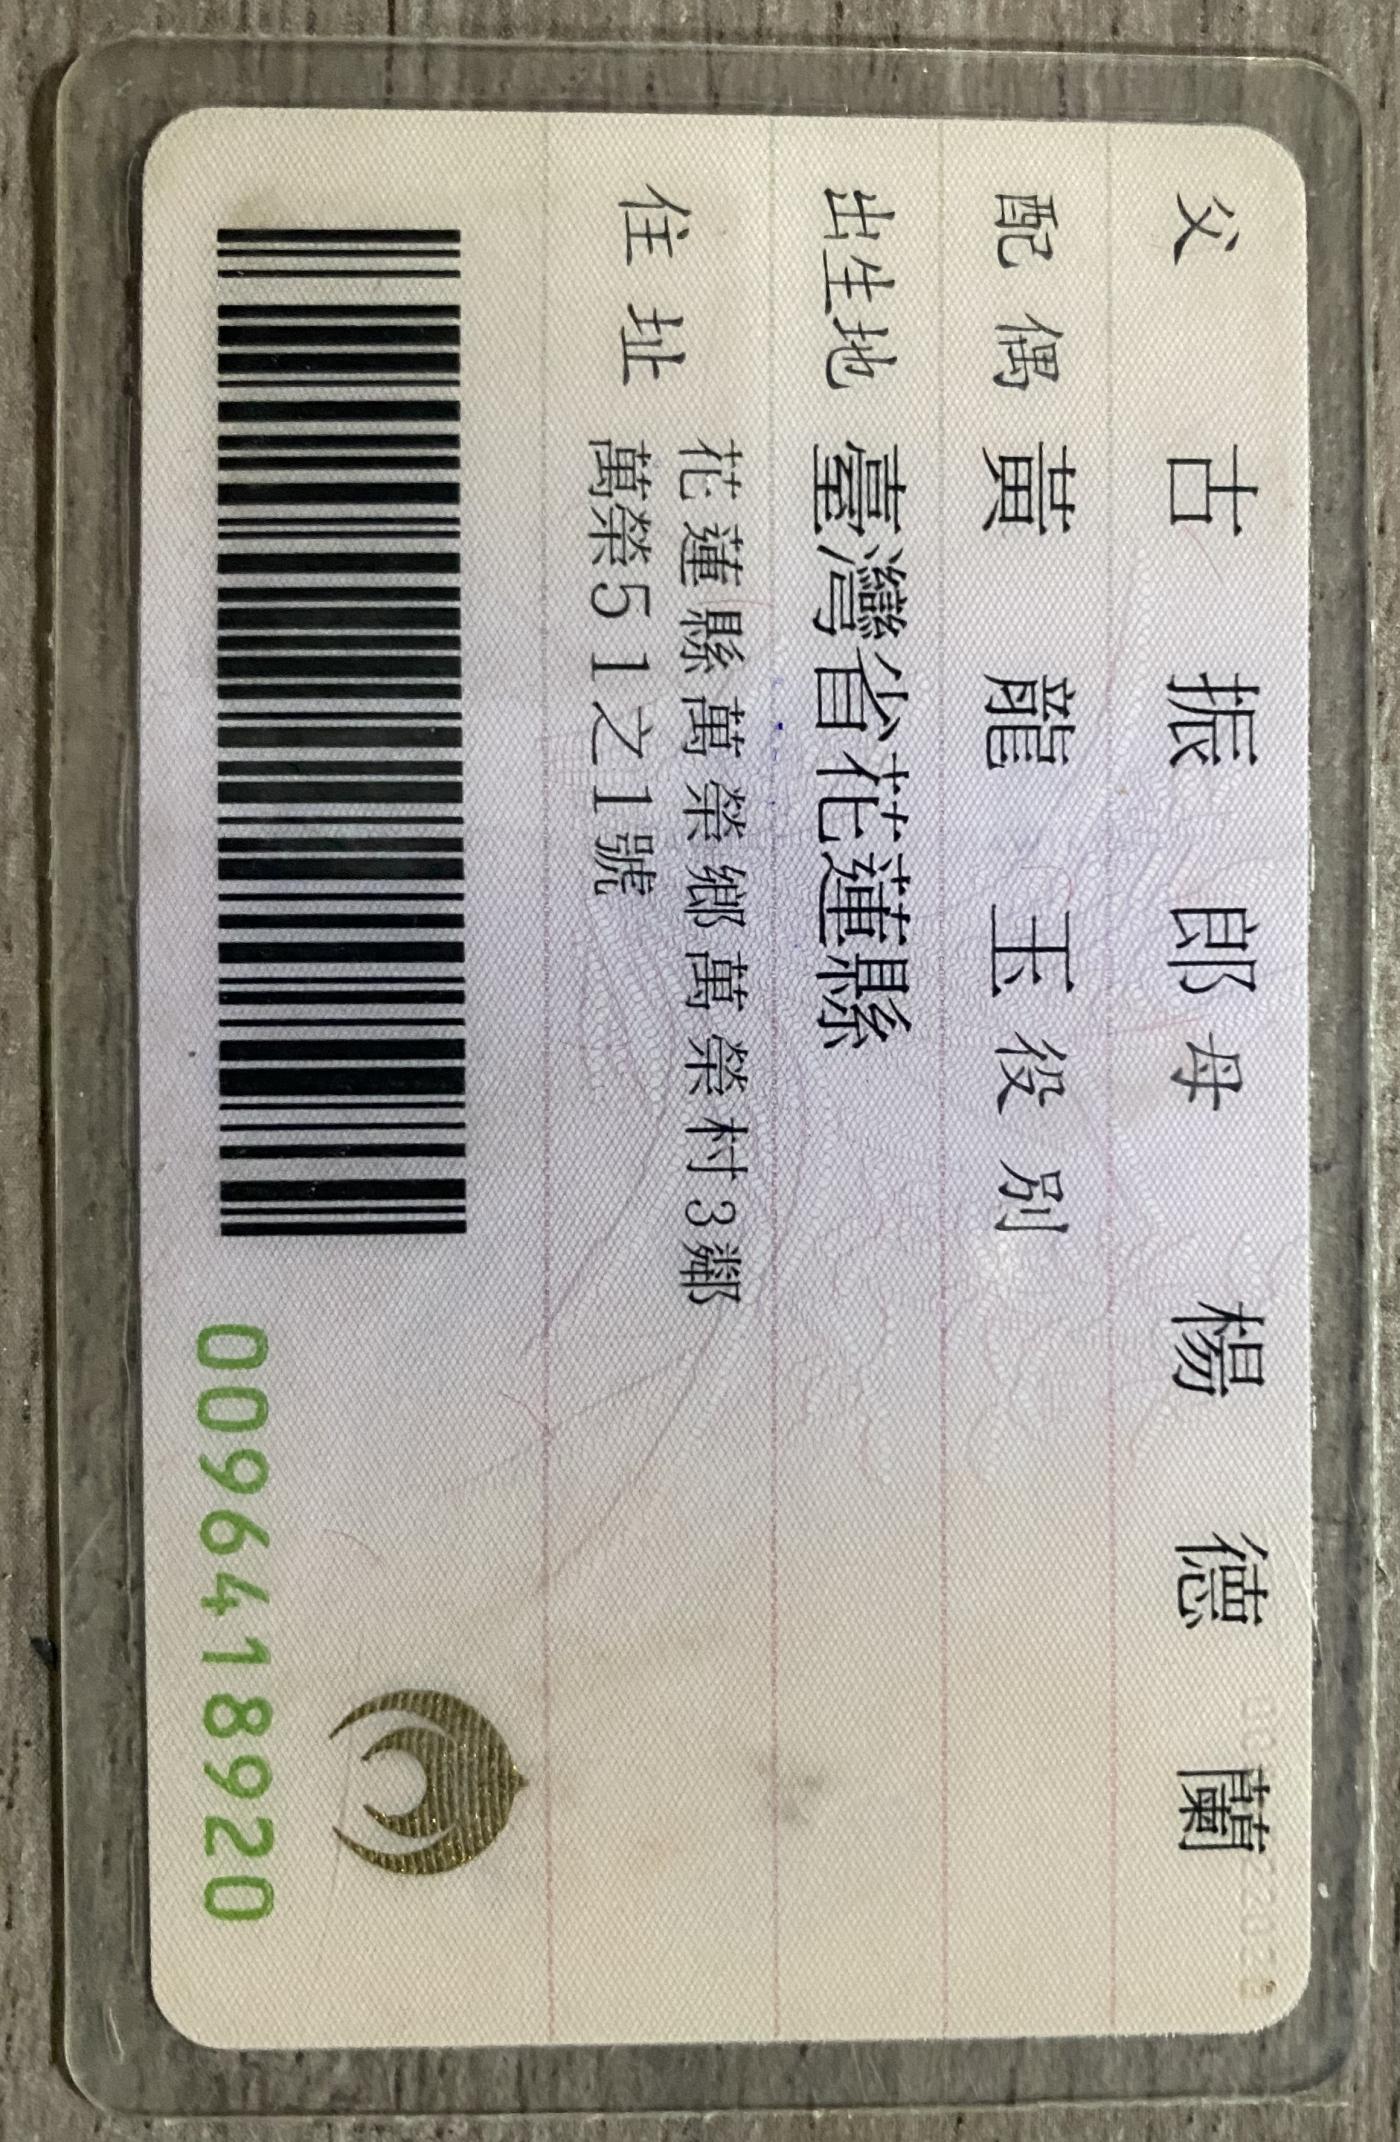 父 古振郎 母 楊德蘭
配偶 黃龍玉 役別
出生地 臺灣省花蓮縣
住址 花蓮縣萬榮鄉萬榮村3鄰
萬榮51之1號
0096418920